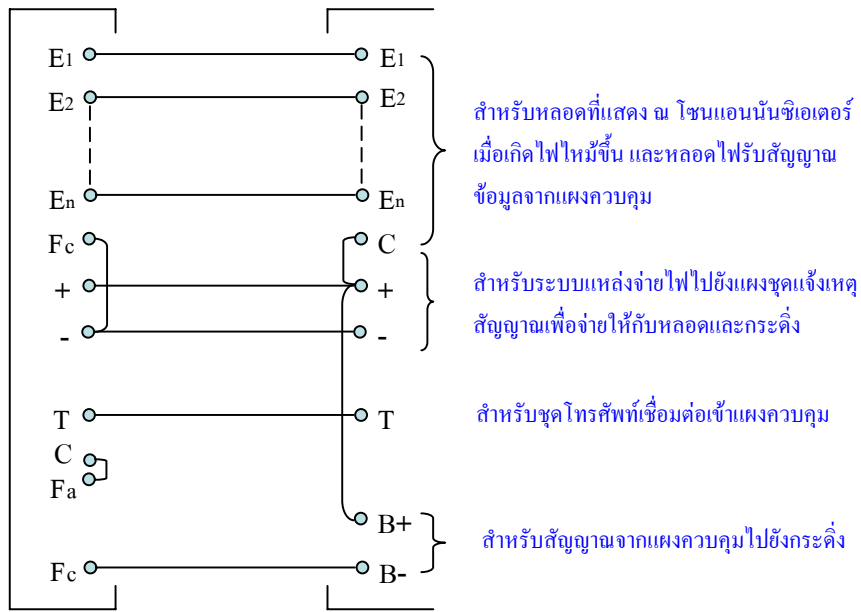 E1 E1
E2 E2
สำหรับหลอดที่แสดง ณ โซนแอนนันซิเอเตอร์
เมื่อเกิดไฟไหม้ขึ้น และหลอดไฟรับสัญญาณ
ข้อมูลจากแผงควบคุม
En En
Fc C
+ +
- -
สำหรับระบบแหล่งจ่ายไฟไปยังแผงชุดแจ้งเหตุ
สัญญาณเพื่อจ่ายให้กับหลอดและกระดิ่ง
T T
สำหรับชุดโทรศัพท์เชื่อมต่อเข้าแผงควบคุม
C
Fa
B+
สำหรับสัญญาณจากแผงควบคุมไปยังกระดิ่ง
Fc B-